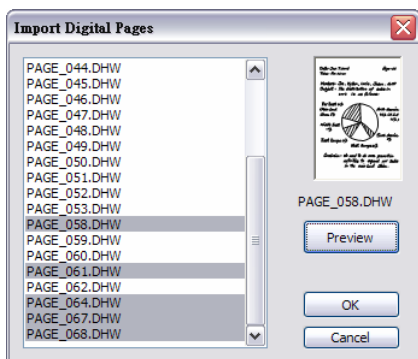 Import Digital Pages
PAGE_044.DHW
PAGE_045.DHW
PAGE_046.DHW
PAGE_047.DHW
PAGE_048.DHW
PAGE_049.DHW
PAGE_050.DHW
PAGE_051.DHW
PAGE_052.DHW
PAGE_053.DHW
PAGE_058.DHW
PAGE_059.DHW
PAGE_060.DHW
PAGE_061.DHW
PAGE_062.DHW
PAGE_064.DHW
PAGE_067.DHW
PAGE_068.DHW
PAGE_058.DHW
Preview
OK
Cancel